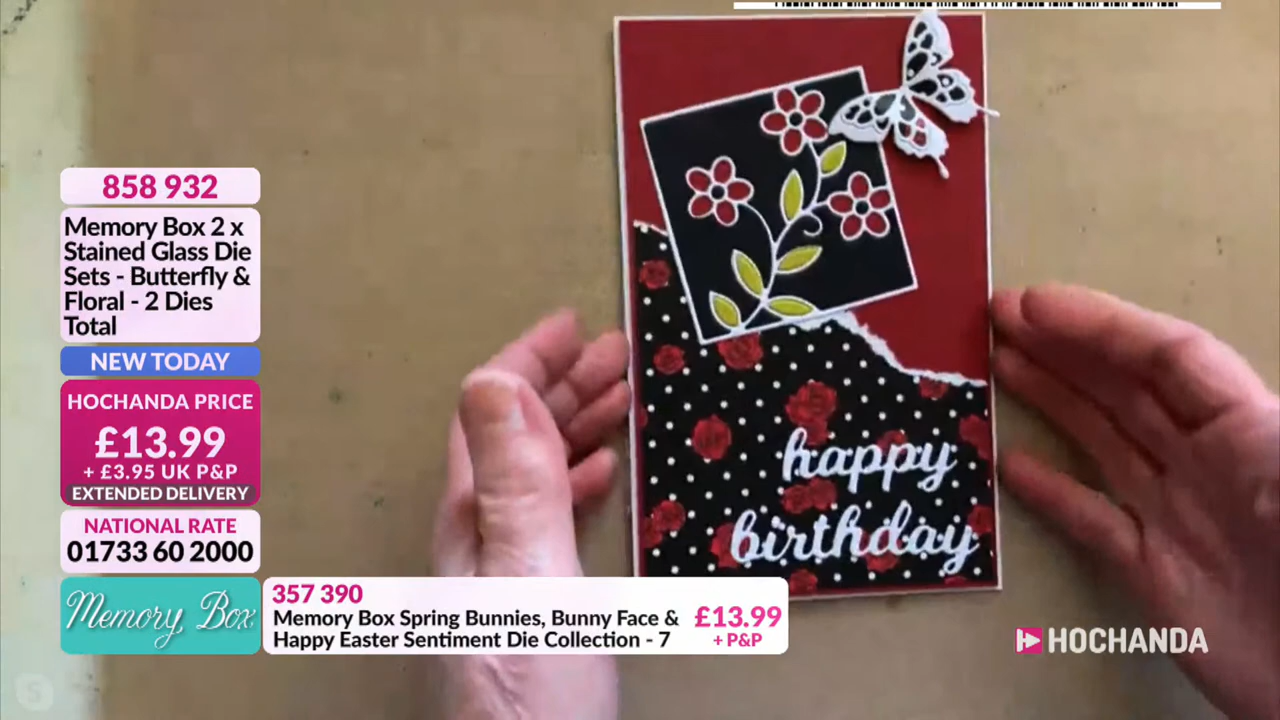 858 932
Memory Box 2 x
Stained Glass Die
Sets - Butterfly &
Floral - 2 Dies
Total
NEW TODAY
HOCHANDA PRICE
£13.99
+ £3.95 UK P&P
EXTENDED DELIVERY
NATIONAL RATE
01733 60 2000
Memory Box
357 390
Memory Box Spring Bunnies, Bunny Face &
Happy Easter Sentiment Die Collection - 7
£13.99
+ P&P
happy
birthday
HOCHANDA
5